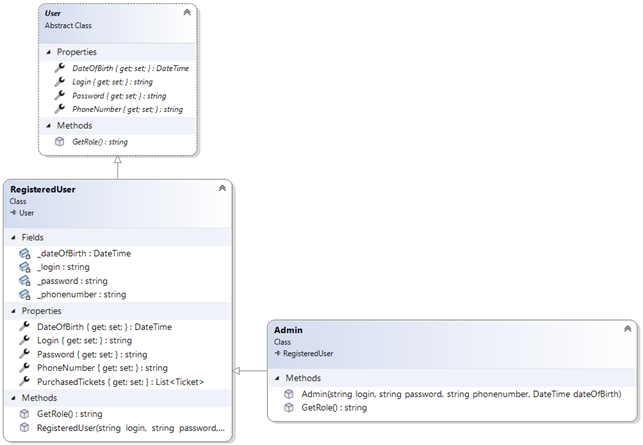 User
Abstract Class
Properties
DateOfBirth { get; set; } : DateTime
Login { get; set; } : string
Password { get; set; } : string
PhoneNumber { get; set; } : string
Methods
GetRole() : string
RegisteredUser
Class
User
Fields
_dateOfBirth : DateTime
_login : string
_password : string
_phonenumber : string
Properties
DateOfBirth { get; set; } : DateTime
Login { get; set; } : string
Password { get; set; } : string
PhoneNumber { get; set; } : string
PurchasedTickets { get; set; } : List<Ticket>
Methods
GetRole() : string
RegisteredUser(string login, string password,...
Admin
Class
RegisteredUser
Methods
Admin(string login, string password, string phonenumber, DateTime dateOfBirth)
GetRole() : string